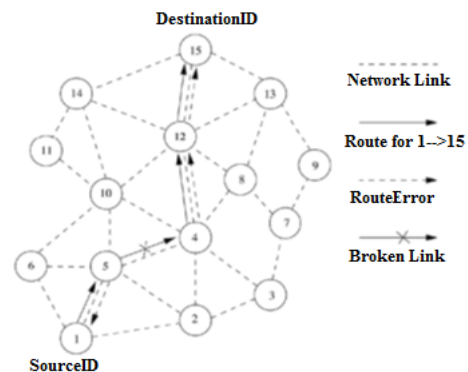 DestinationID
15
Network Link
14
13
Route for 1-->15
12
11
9
8
RouteError
10
7
4
Broken Link
6
5
3
2
1
SourceID